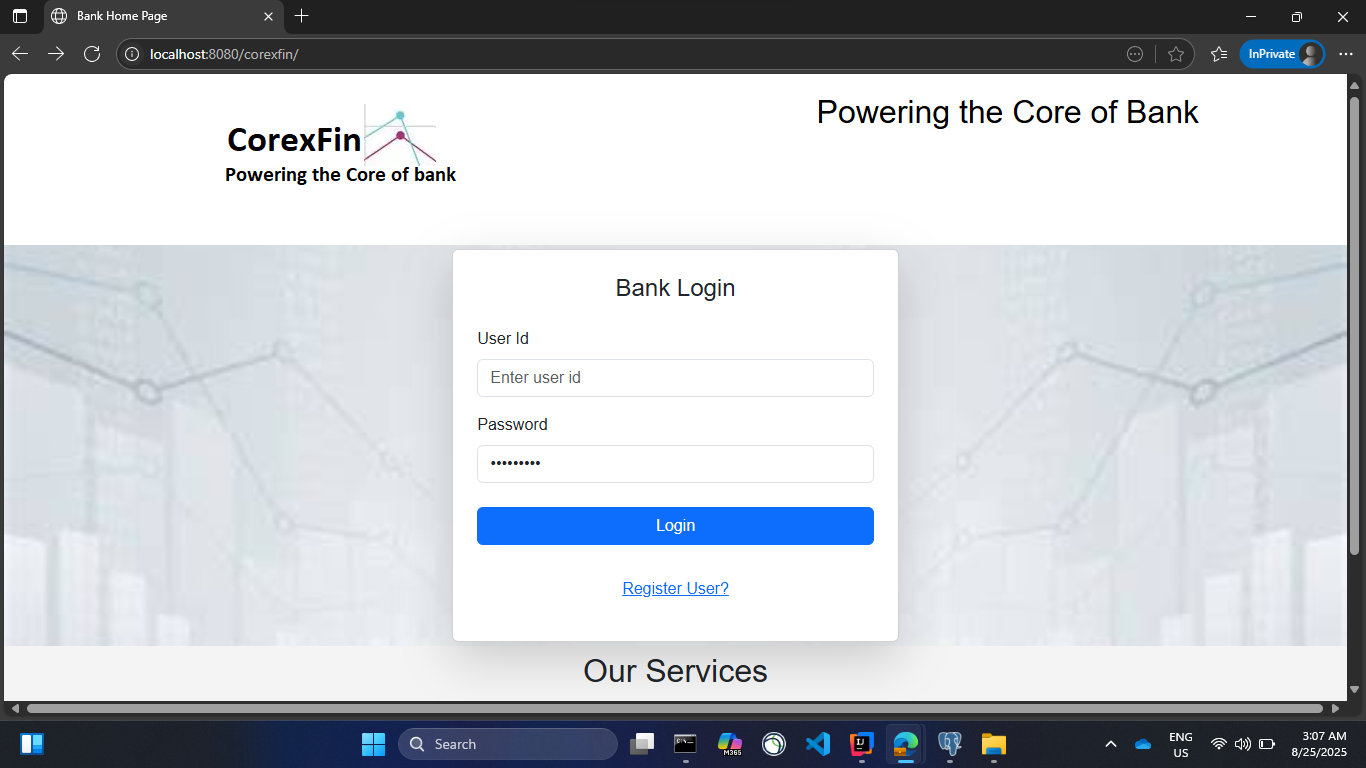 Bank Home Page
localhost:8080/corexfin/
InPrivate
CorexFin
Powering the Core of bank
Powering the Core of Bank
Bank Login
User Id
Enter user id
Password
•••••••••
Login
Register User?
Our Services
Search
M365
ENG
US
3:07 AM
8/25/2025